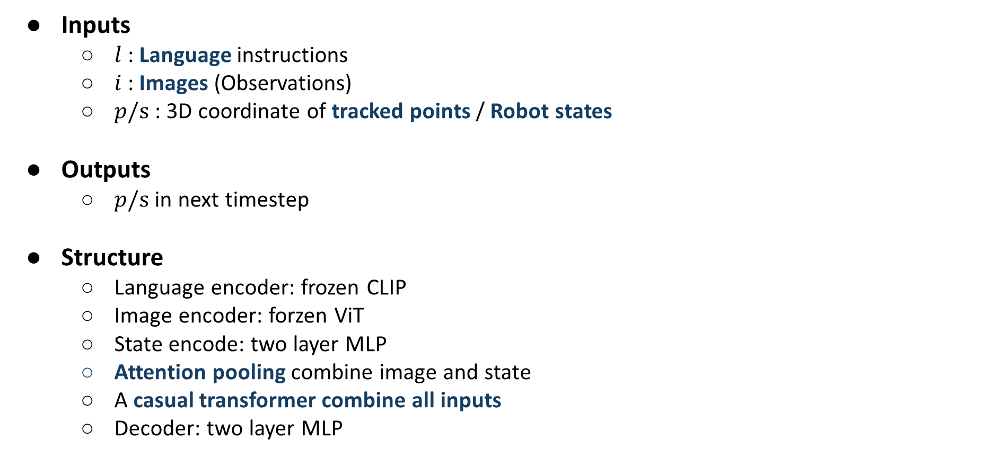 ● Inputs
○ l : Language instructions
○ i : Images (Observations)
○ p/s : 3D coordinate of tracked points / Robot states
● Outputs
○ p/s in next timestep
● Structure
○ Language encoder: frozen CLIP
○ Image encoder: forzen ViT
○ State encode: two layer MLP
○ Attention pooling combine image and state
○ A casual transformer combine all inputs
○ Decoder: two layer MLP